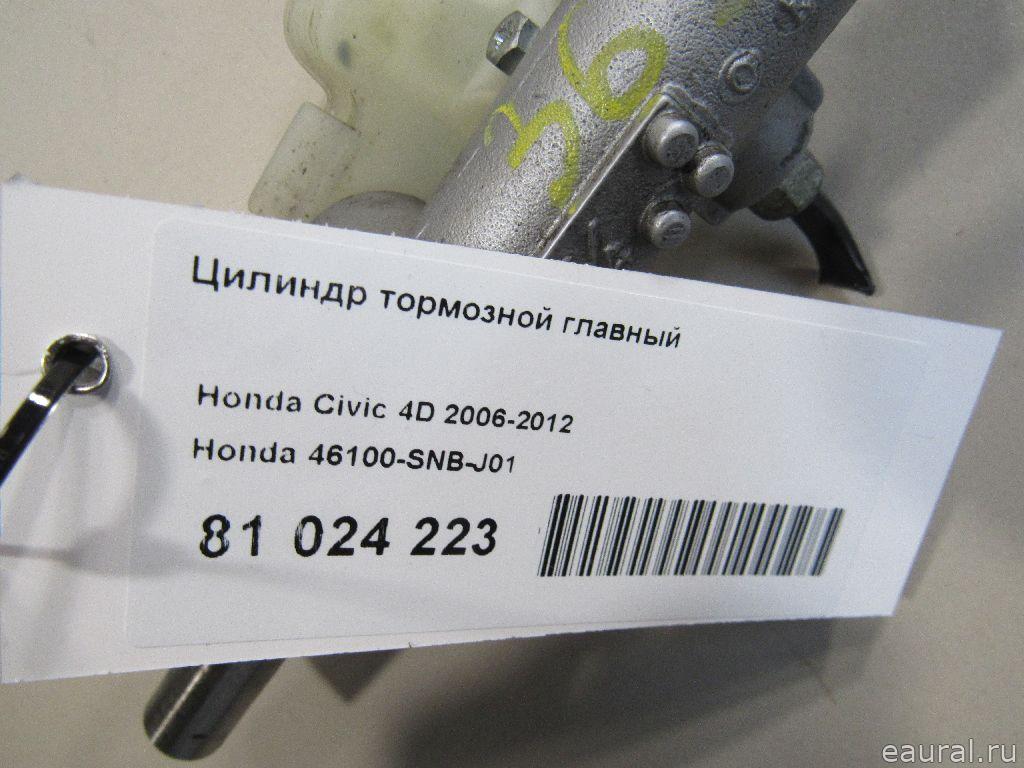 36
Цилиндр тормозной главный
Honda Civic 4D 2006-2012
Honda 46100-SNB-J01
81 024 223
eaural.ru